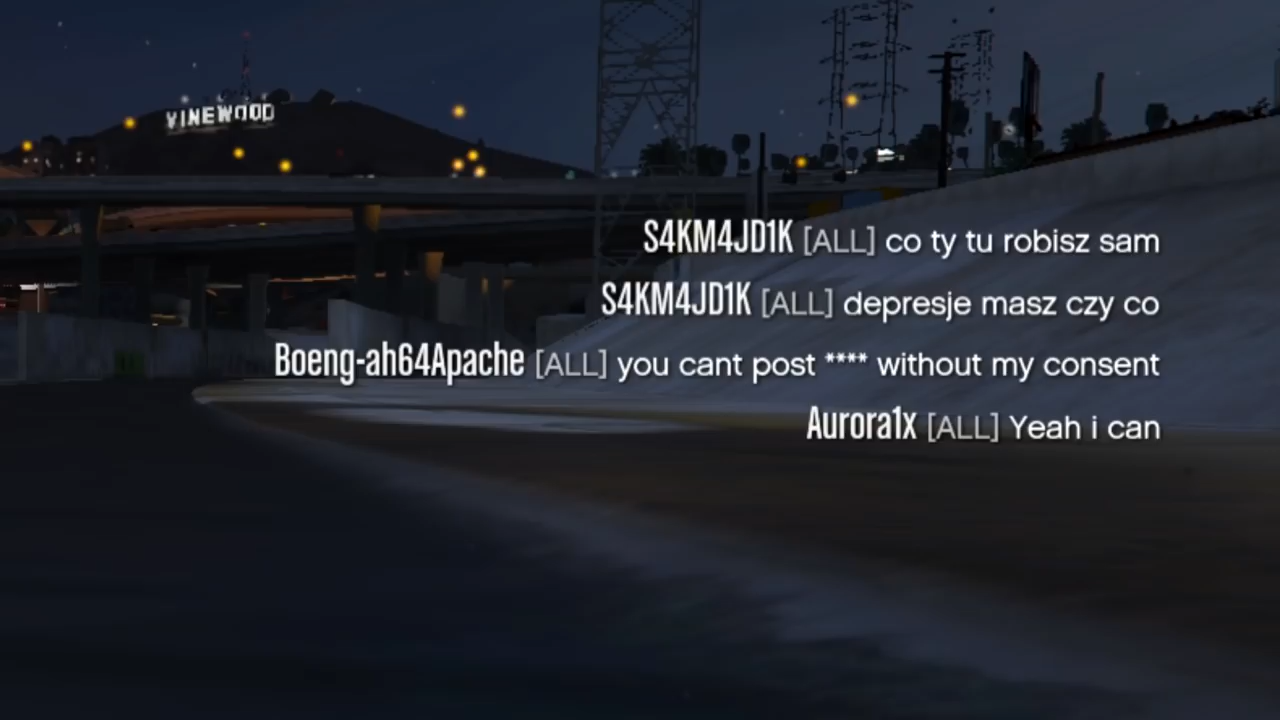 VINEWOOD
S4KM4JD1K [ALL] co ty tu robisz sam
S4KM4JD1K [ALL] depresje masz czy co
Boeng-ah64Apache [ALL] you cant post **** without my consent
Aurora1x [ALL] Yeah i can